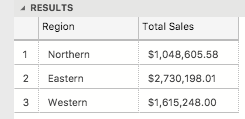 RESULTS
Region Total Sales
1 Northern $1,048,605.58
2 Eastern $2,730,198.01
3 Western $1,615,248.00